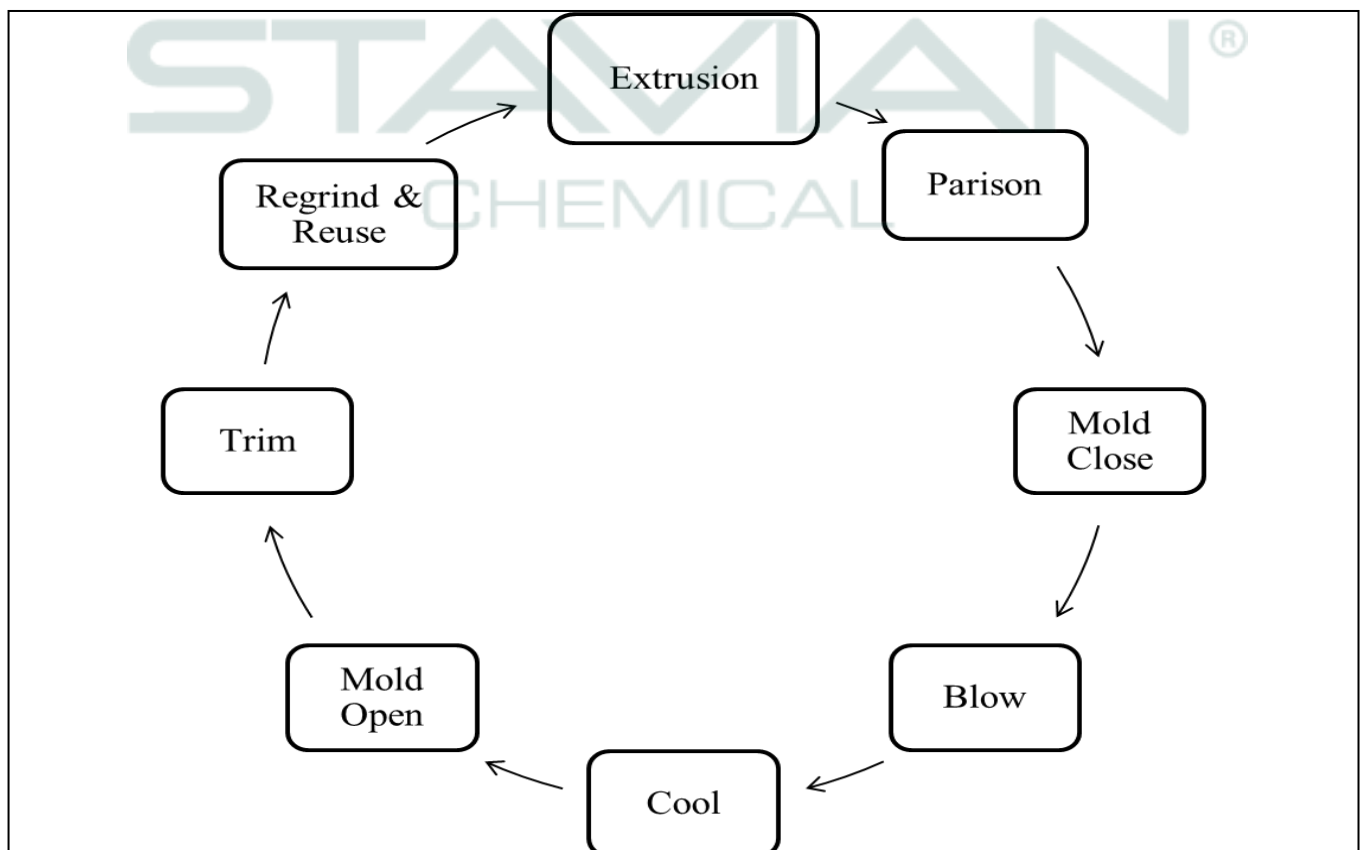 STAVIAN ®
CHEMICAL
Extrusion
Parison
Mold
Close
Blow
Cool
Mold
Open
Trim
Regrind &
Reuse